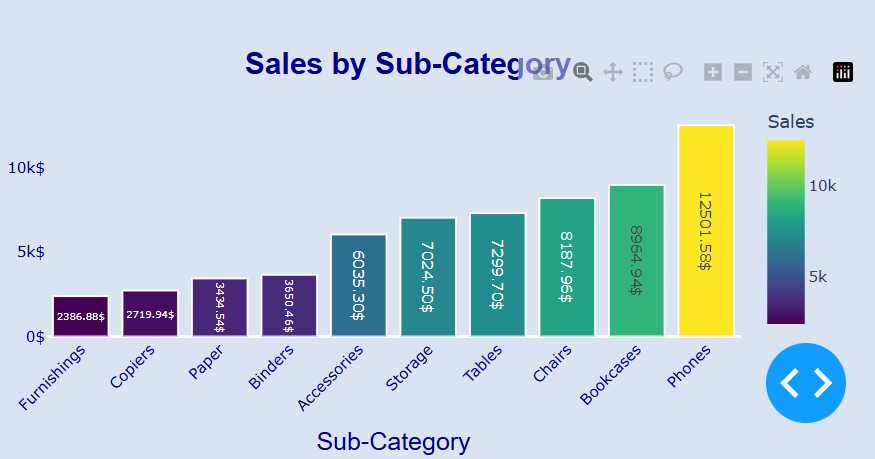 Sales by Sub-Category
Sales
10k$
5k$
0$
2386.88$
2719.94$
3434.54$
3650.46$
6035.30$
7024.50$
7299.70$
8187.96$
8964.94$
12501.58$
10k
5k
Furnishings
Copiers
Paper
Binders
Accessories
Storage
Tables
Chairs
Bookcases
Phones
Sub-Category